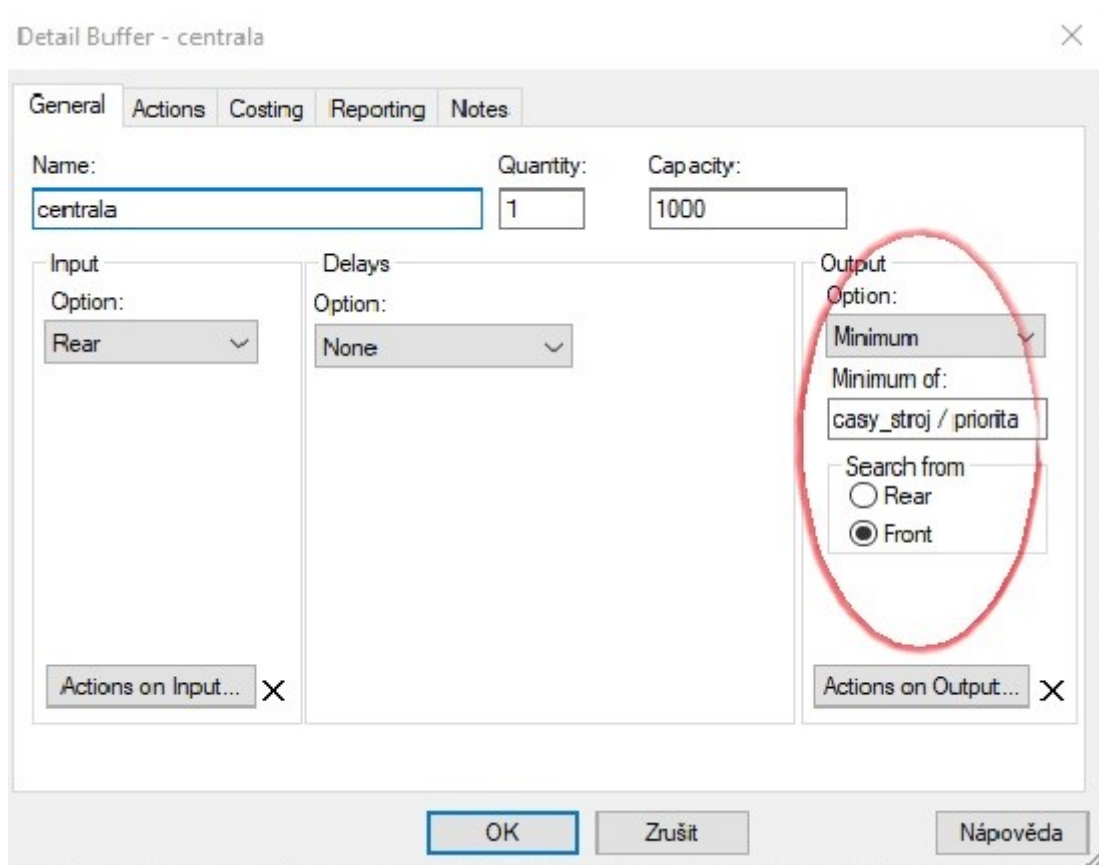 Detail Buffer - centrala
General Actions Costing Reporting Notes
Name: Quantity: Capacity:
centrala 1 1000
Input Delays Output
Option: Option: Option:
Rear None Minimum
Minimum of:
casy_stroj / priorita
Search from
Rear
Front
Actions on Input... Actions on Output...
OK Zrušit Nápověda